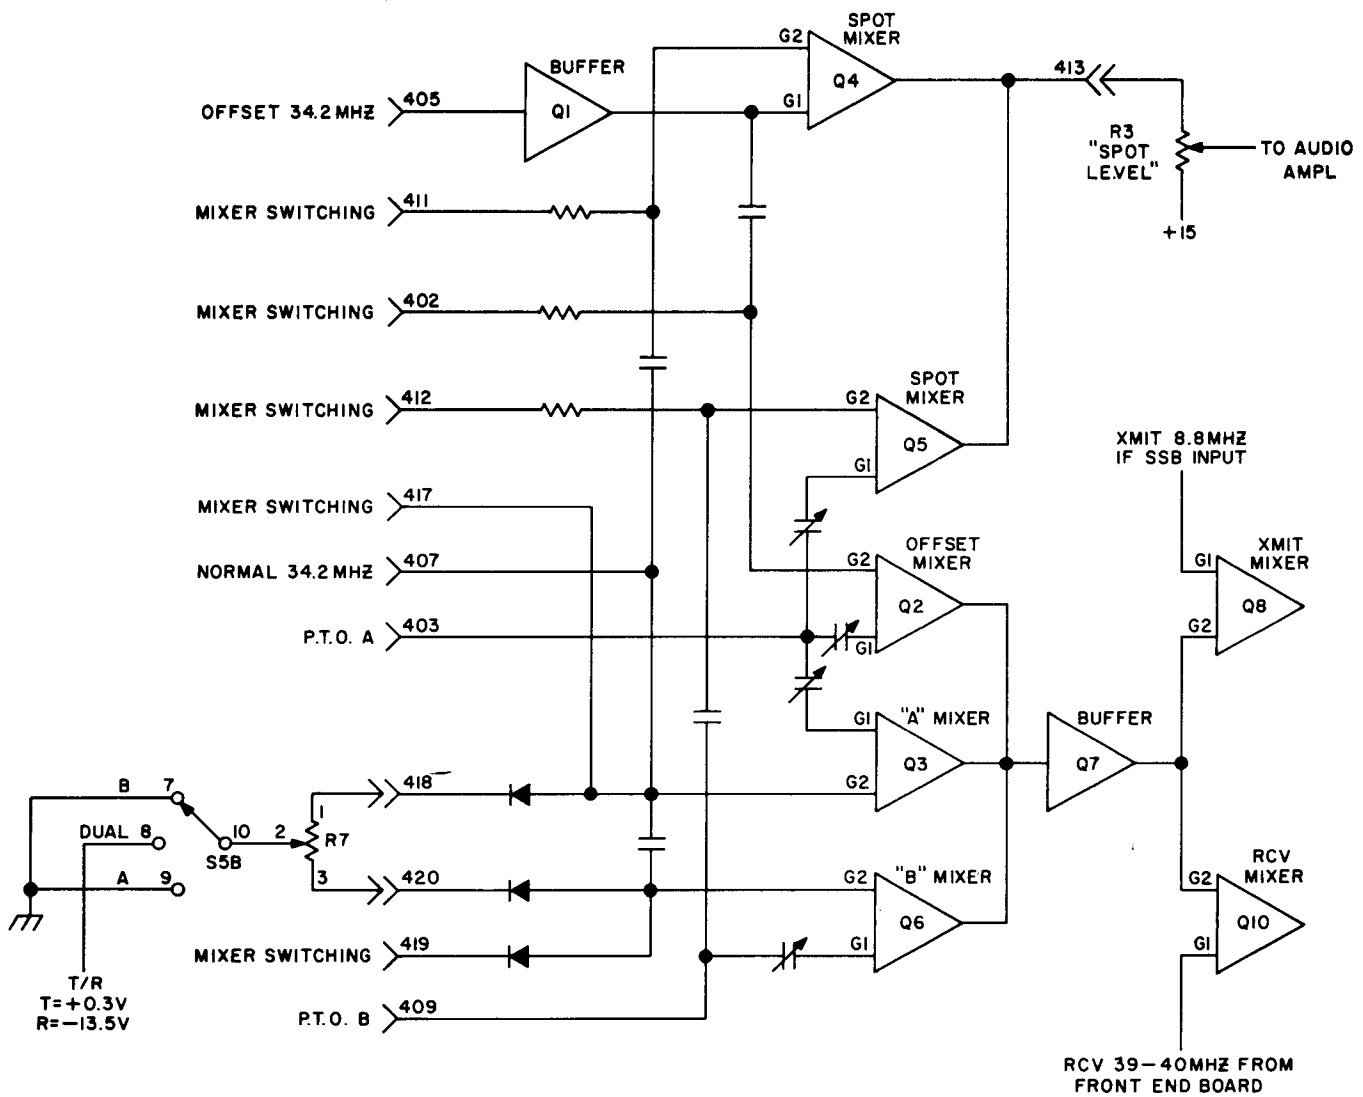 SPOT
MIXER
G2
Q4
G1
BUFFER
Q1
OFFSET 34.2 MHZ
405
413
R3
"SPOT
LEVEL"
TO AUDIO
AMPL
+15
MIXER SWITCHING
411
MIXER SWITCHING
402
MIXER SWITCHING
412
SPOT
MIXER
G2
Q5
G1
XMIT 8.8MHZ
IF SSB INPUT
MIXER SWITCHING
417
NORMAL 34.2 MHZ
407
OFFSET
MIXER
G2
Q2
G1
XMIT
MIXER
G1
Q8
G2
P.T.O. A
403
"A" MIXER
G1
Q3
G2
BUFFER
Q7
B 7
DUAL 8
A 9
10
S5B
2
1
R7
3
418
420
"B" MIXER
G2
Q6
G1
RCV
MIXER
G2
Q10
G1
MIXER SWITCHING
419
T/R
T=+0.3V
R=-13.5V
P.T.O. B
409
RCV 39-40MHZ FROM
FRONT END BOARD